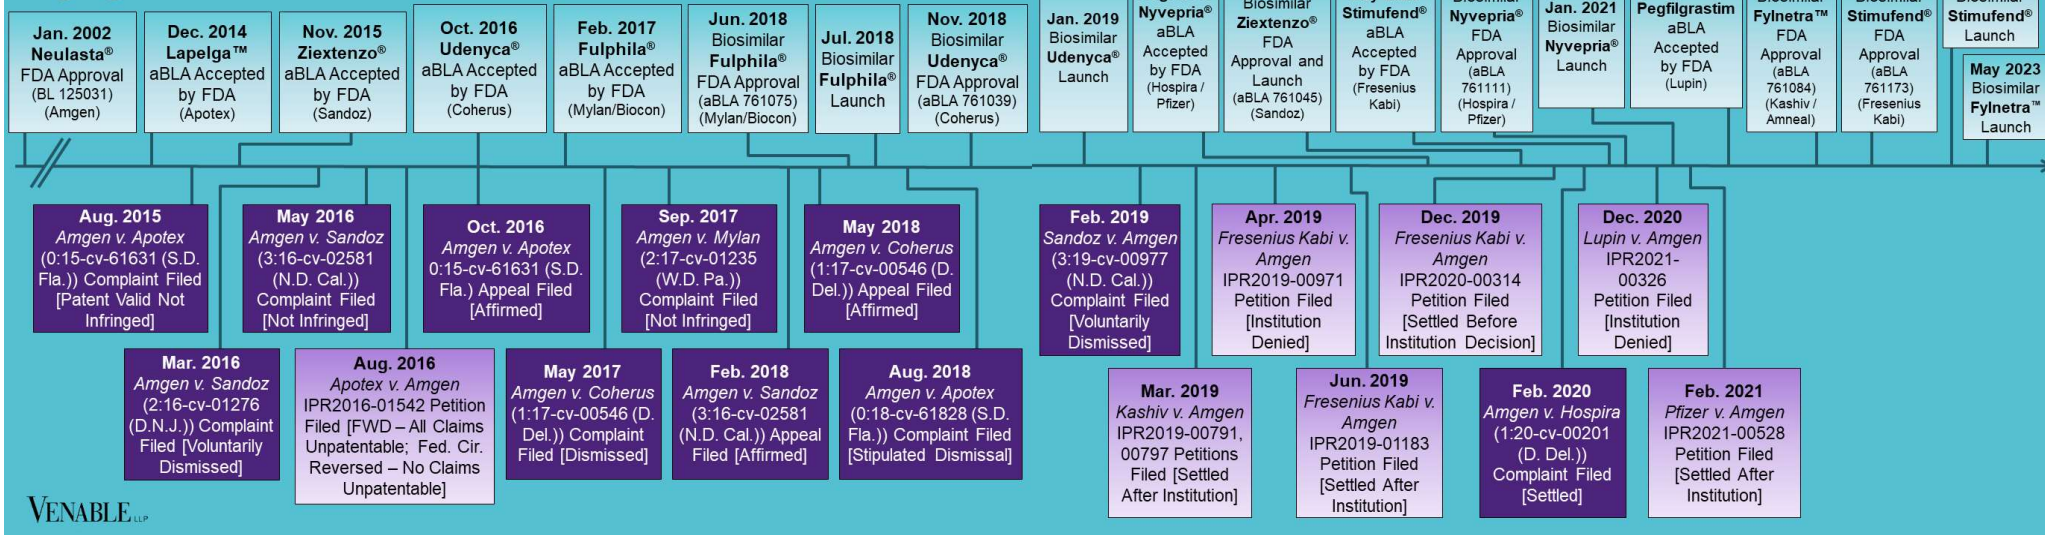 Jan. 2002
Neulasta®
FDA Approval
(BL 125031)
(Amgen)
Dec. 2014
Lapelga™
aBLA Accepted
by FDA
(Apotex)
Nov. 2015
Ziextenzo®
aBLA Accepted
by FDA
(Sandoz)
Oct. 2016
Udenyca®
aBLA Accepted
by FDA
(Coherus)
Feb. 2017
Fulphila®
aBLA Accepted
by FDA
(Mylan/Biocon)
Jun. 2018
Biosimilar
Fulphila®
FDA Approval
(aBLA 761075)
(Mylan/Biocon)
Jul. 2018
Biosimilar
Fulphila®
Launch
Nov. 2018
Biosimilar
Udenyca®
FDA Approval
(aBLA 761039)
(Coherus)
Jan. 2019
Biosimilar
Udenyca®
Launch
Nyvepria®
aBLA
Accepted
by FDA
(Hospira /
Pfizer)
Biosimilar
Ziextenzo®
FDA
Approval and
Launch
(aBLA 761045)
(Sandoz)
Stimufend®
aBLA
Accepted
by FDA
(Fresenius
Kabi)
Biosimilar
Nyvepria®
FDA
Approval
(aBLA
761111)
(Hospira /
Pfizer)
Jan. 2021
Biosimilar
Nyvepria®
Launch
Pegfilgrastim
aBLA
Accepted
by FDA
(Lupin)
Biosimilar
Fylnetra™
FDA
Approval
(aBLA
761084)
(Kashiv /
Amneal)
Biosimilar
Stimufend®
FDA
Approval
(aBLA
761173)
(Fresenius
Kabi)
Biosimilar
Stimufend®
Launch
May 2023
Biosimilar
Fylnetra™
Launch
Aug. 2015
Amgen v. Apotex
(0:15-cv-61631 (S.D.
Fla.)) Complaint Filed
[Patent Valid Not
Infringed]
May 2016
Amgen v. Sandoz
(3:16-cv-02581
(N.D. Cal.))
Complaint Filed
[Not Infringed]
Oct. 2016
Amgen v. Apotex
0:15-cv-61631 (S.D.
Fla.) Appeal Filed
[Affirmed]
Sep. 2017
Amgen v. Mylan
(2:17-cv-01235
(W.D. Pa.))
Complaint Filed
[Not Infringed]
May 2018
Amgen v. Coherus
(1:17-cv-00546 (D.
Del.)) Appeal Filed
[Affirmed]
Feb. 2019
Sandoz v. Amgen
(3:19-cv-00977
(N.D. Cal.))
Complaint Filed
[Voluntarily
Dismissed]
Apr. 2019
Fresenius Kabi v.
Amgen
IPR2019-00971
Petition Filed
[Institution
Denied]
Dec. 2019
Fresenius Kabi v.
Amgen
IPR2020-00314
Petition Filed
[Settled Before
Institution Decision]
Dec. 2020
Lupin v. Amgen
IPR2021-
00326
Petition Filed
[Institution
Denied]
Mar. 2016
Amgen v. Sandoz
(2:16-cv-01276
(D.N.J.)) Complaint
Filed [Voluntarily
Dismissed]
Aug. 2016
Apotex v. Amgen
IPR2016-01542 Petition
Filed [FWD – All Claims
Unpatentable; Fed. Cir.
Reversed – No Claims
Unpatentable]
May 2017
Amgen v. Coherus
(1:17-cv-00546 (D.
Del.)) Complaint
Filed [Dismissed]
Feb. 2018
Amgen v. Sandoz
(3:16-cv-02581
(N.D. Cal.)) Appeal
Filed [Affirmed]
Aug. 2018
Amgen v. Apotex
(0:18-cv-61828 (S.D.
Fla.)) Complaint Filed
[Stipulated Dismissal]
Mar. 2019
Kashiv v. Amgen
IPR2019-00791,
00797 Petitions
Filed [Settled
After Institution]
Jun. 2019
Fresenius Kabi v.
Amgen
IPR2019-01183
Petition Filed
[Settled After
Institution]
Feb. 2020
Amgen v. Hospira
(1:20-cv-00201
(D. Del.))
Complaint Filed
[Settled]
Feb. 2021
Pfizer v. Amgen
IPR2021-00528
Petition Filed
[Settled After
Institution]
VENABLE LLP